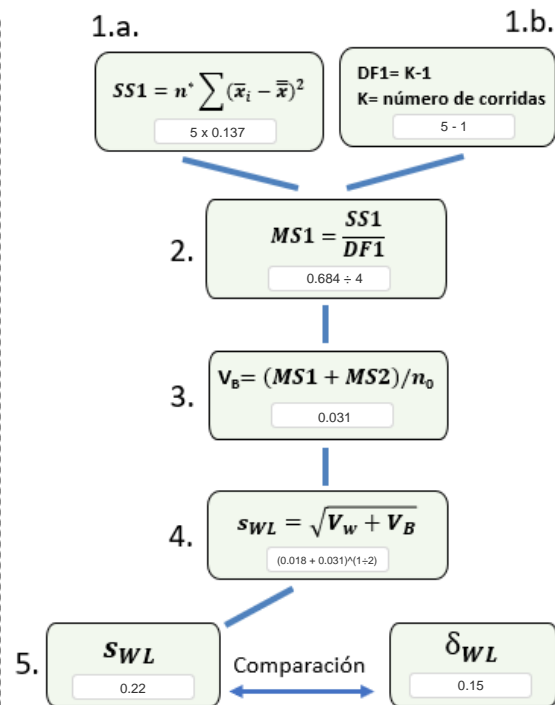 1.a.
1.b.
SS1 = n* ∑ (x̄ᵢ − x̿)²
5 x 0.137
DF1= K-1
K= número de corridas
5 - 1
2.
MS1 = SS1/DF1
0.684 ÷ 4
3.
V_B= (MS1 + MS2)/n₀
0.031
4.
s_WL = √(V_w + V_B)
(0.018 + 0.031)^(1÷2)
5.
s_WL
0.22
Comparación
δ_WL
0.15